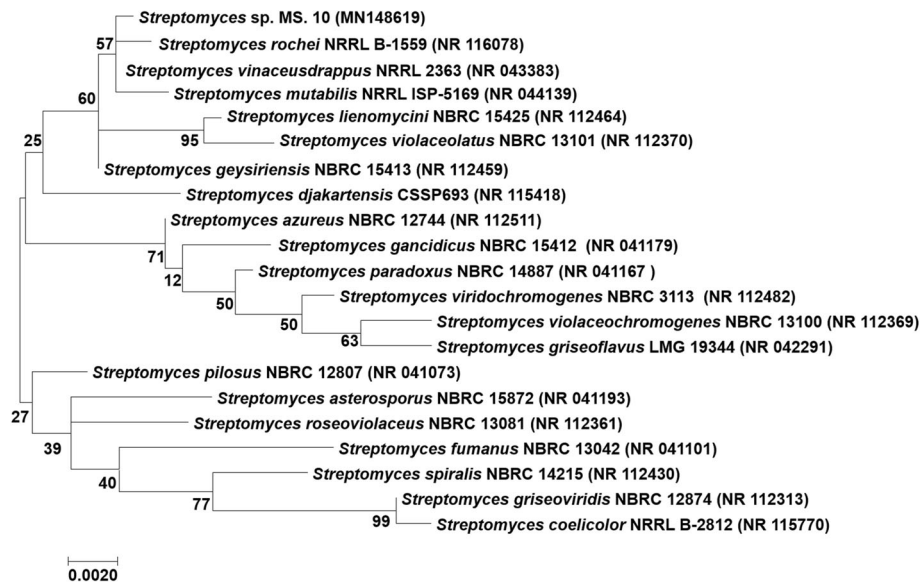 Streptomyces sp. MS. 10 (MN148619)
57
Streptomyces rochei NRRL B-1559 (NR 116078)
Streptomyces vinaceusdrappus NRRL 2363 (NR 043383)
60
Streptomyces mutabilis NRRL ISP-5169 (NR 044139)
Streptomyces lienomycini NBRC 15425 (NR 112464)
25
95
Streptomyces violaceolatus NBRC 13101 (NR 112370)
Streptomyces geysiriensis NBRC 15413 (NR 112459)
Streptomyces djakartensis CSSP693 (NR 115418)
Streptomyces azureus NBRC 12744 (NR 112511)
71
Streptomyces gancidicus NBRC 15412 (NR 041179)
12
Streptomyces paradoxus NBRC 14887 (NR 041167 )
50
Streptomyces viridochromogenes NBRC 3113 (NR 112482)
50
Streptomyces violaceochromogenes NBRC 13100 (NR 112369)
63
Streptomyces griseoflavus LMG 19344 (NR 042291)
Streptomyces pilosus NBRC 12807 (NR 041073)
27
Streptomyces asterosporus NBRC 15872 (NR 041193)
Streptomyces roseoviolaceus NBRC 13081 (NR 112361)
39
Streptomyces fumanus NBRC 13042 (NR 041101)
40
Streptomyces spiralis NBRC 14215 (NR 112430)
77
Streptomyces griseoviridis NBRC 12874 (NR 112313)
99
Streptomyces coelicolor NRRL B-2812 (NR 115770)
0.0020